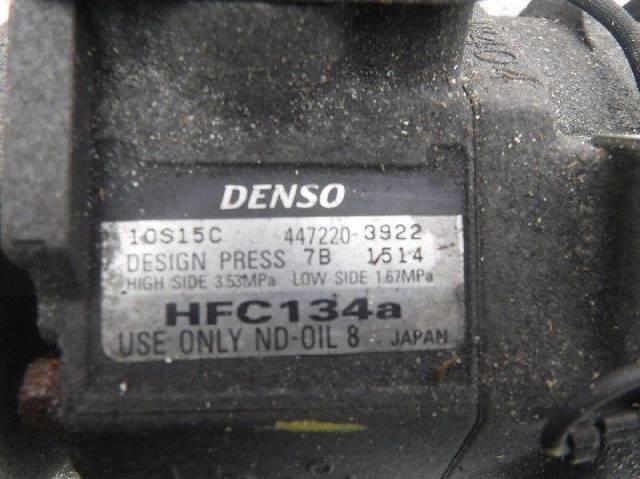 DENSO
10S15C 447220-3922
DESIGN PRESS 7B 1514
HIGH SIDE 3.53MPa LOW SIDE 1.67MPa
HFC134a
USE ONLY ND-OIL 8 JAPAN